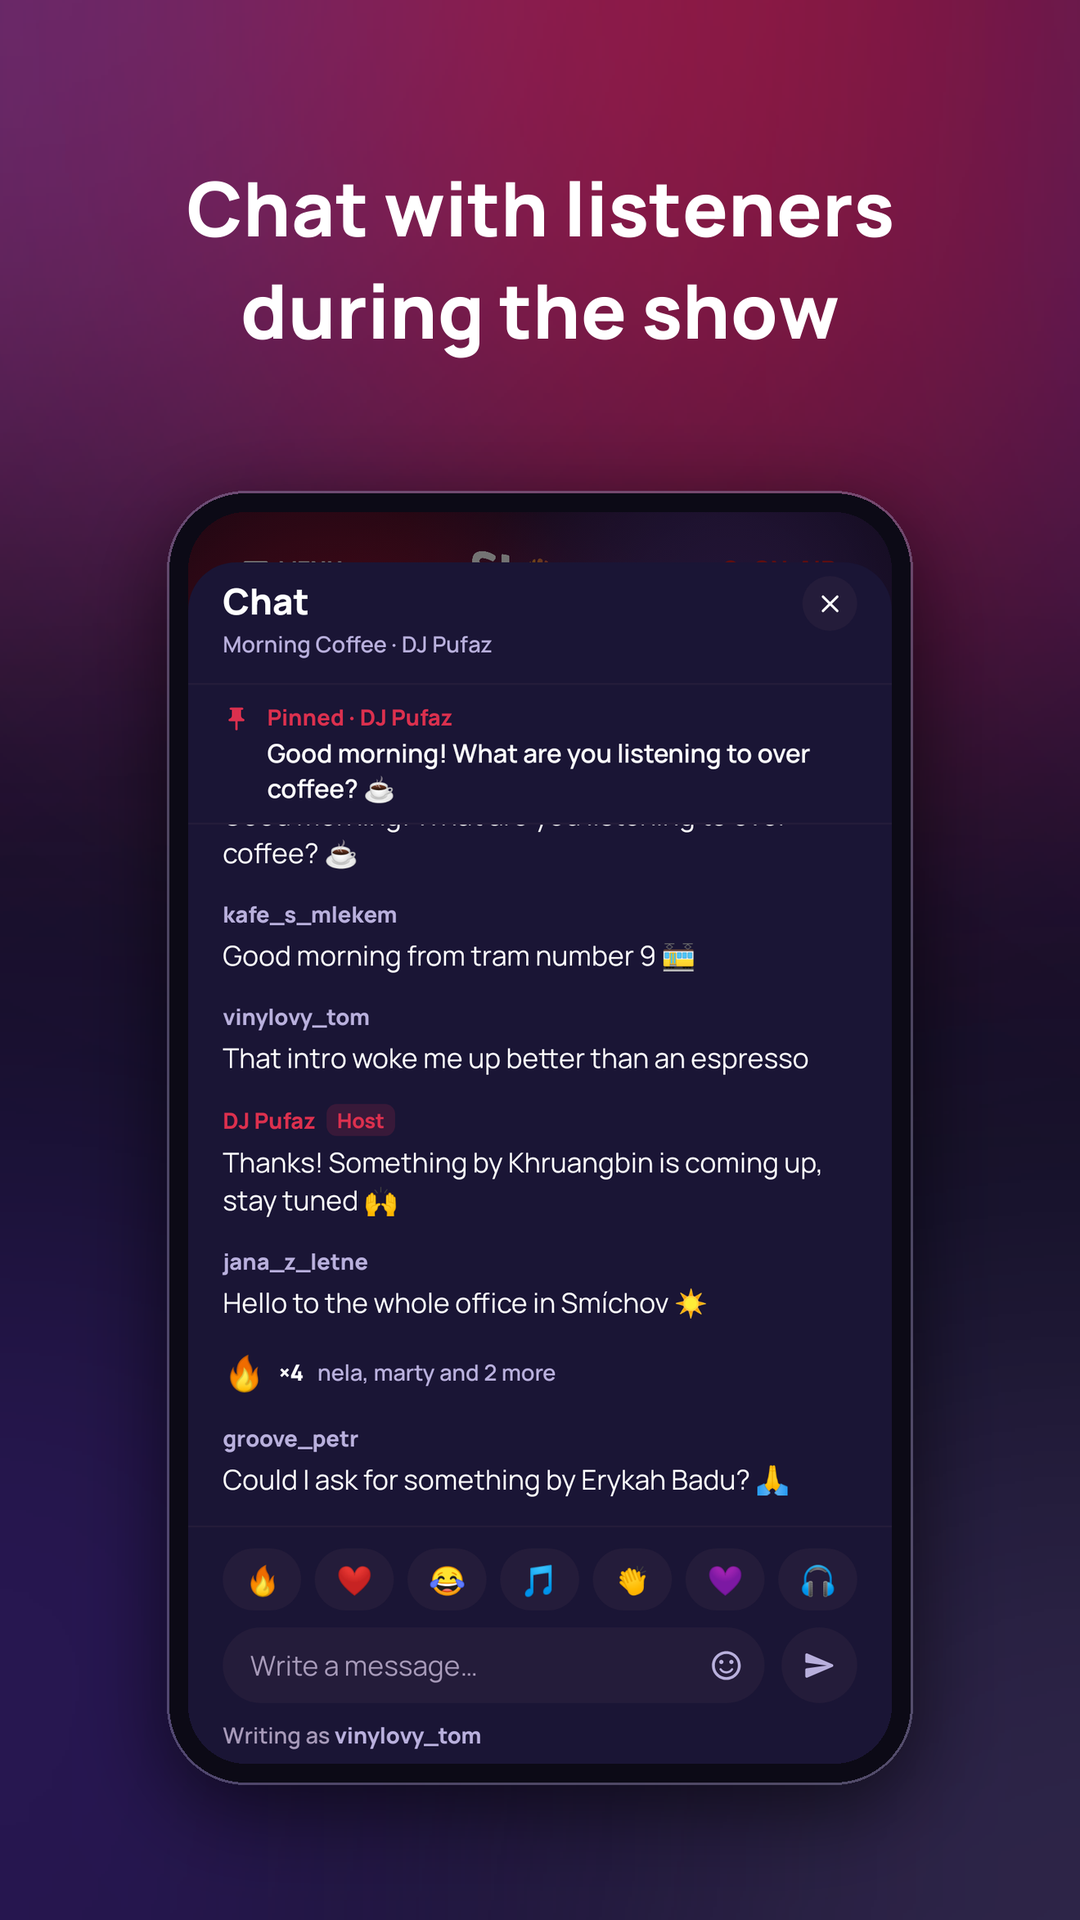 Chat with listeners
during the show
Chat
Morning Coffee · DJ Pufaz
Pinned · DJ Pufaz
Good morning! What are you listening to over
coffee? ☕
coffee? ☕
kafe_s_mlekem
Good morning from tram number 9 🚋
vinylovy_tom
That intro woke me up better than an espresso
DJ Pufaz Host
Thanks! Something by Khruangbin is coming up,
stay tuned 🙌
jana_z_letne
Hello to the whole office in Smíchov ☀️
🔥 ×4 nela, marty and 2 more
groove_petr
Could I ask for something by Erykah Badu? 🙏
🔥 ❤️ 😂 🎵 👏 💜 🎧
Write a message…
Writing as vinylovy_tom